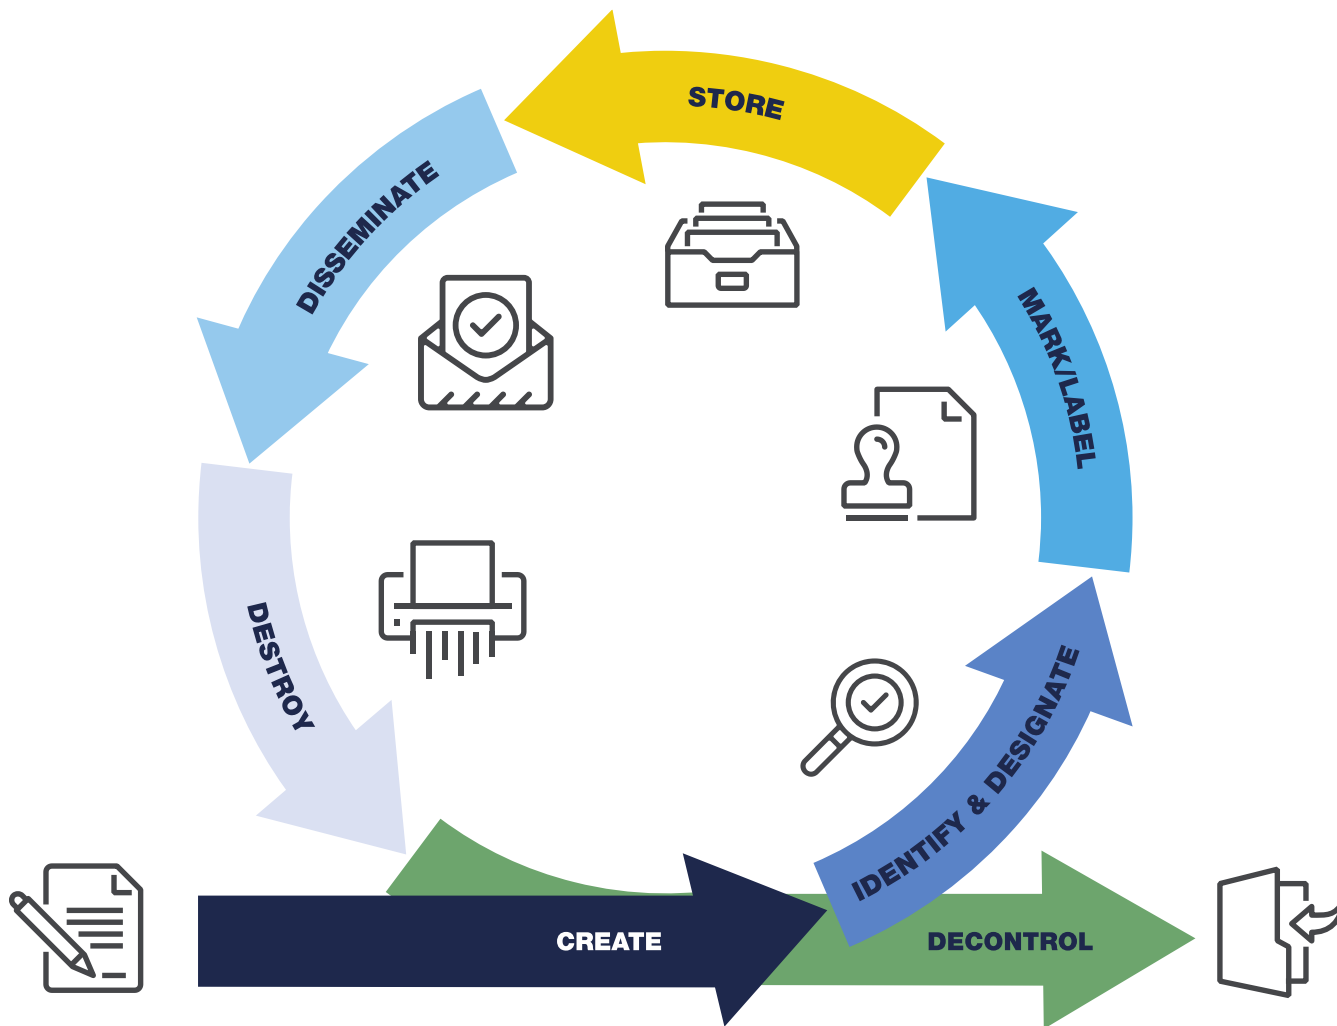 STORE
DISSEMINATE
MARK/LABEL
DESTROY
IDENTIFY & DESIGNATE
CREATE
DECONTROL